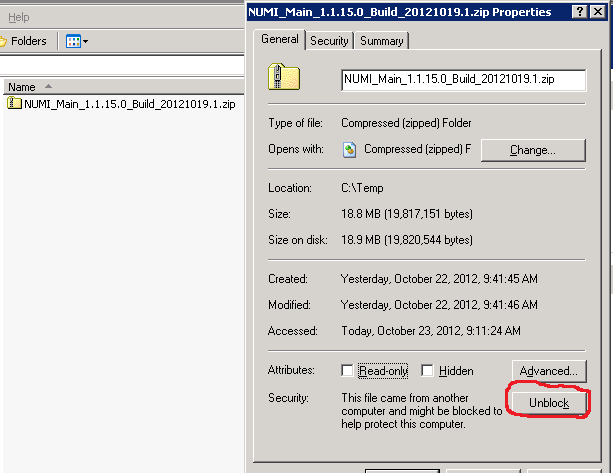 Help
Folders
Name
NUMI_Main_1.1.15.0_Build_20121019.1.zip
NUMI_Main_1.1.15.0_Build_20121019.1.zip Properties
General Security Summary
NUMI_Main_1.1.15.0_Build_20121019.1.zip
Type of file: Compressed (zipped) Folder
Opens with: Compressed (zipped) F Change...
Location: C:\Temp
Size: 18.8 MB (19,817,151 bytes)
Size on disk: 18.9 MB (19,820,544 bytes)
Created: Yesterday, October 22, 2012, 9:41:45 AM
Modified: Yesterday, October 22, 2012, 9:41:46 AM
Accessed: Today, October 23, 2012, 9:11:24 AM
Attributes: Read-only Hidden Advanced...
Security: This file came from another
computer and might be blocked to
help protect this computer.
Unblock